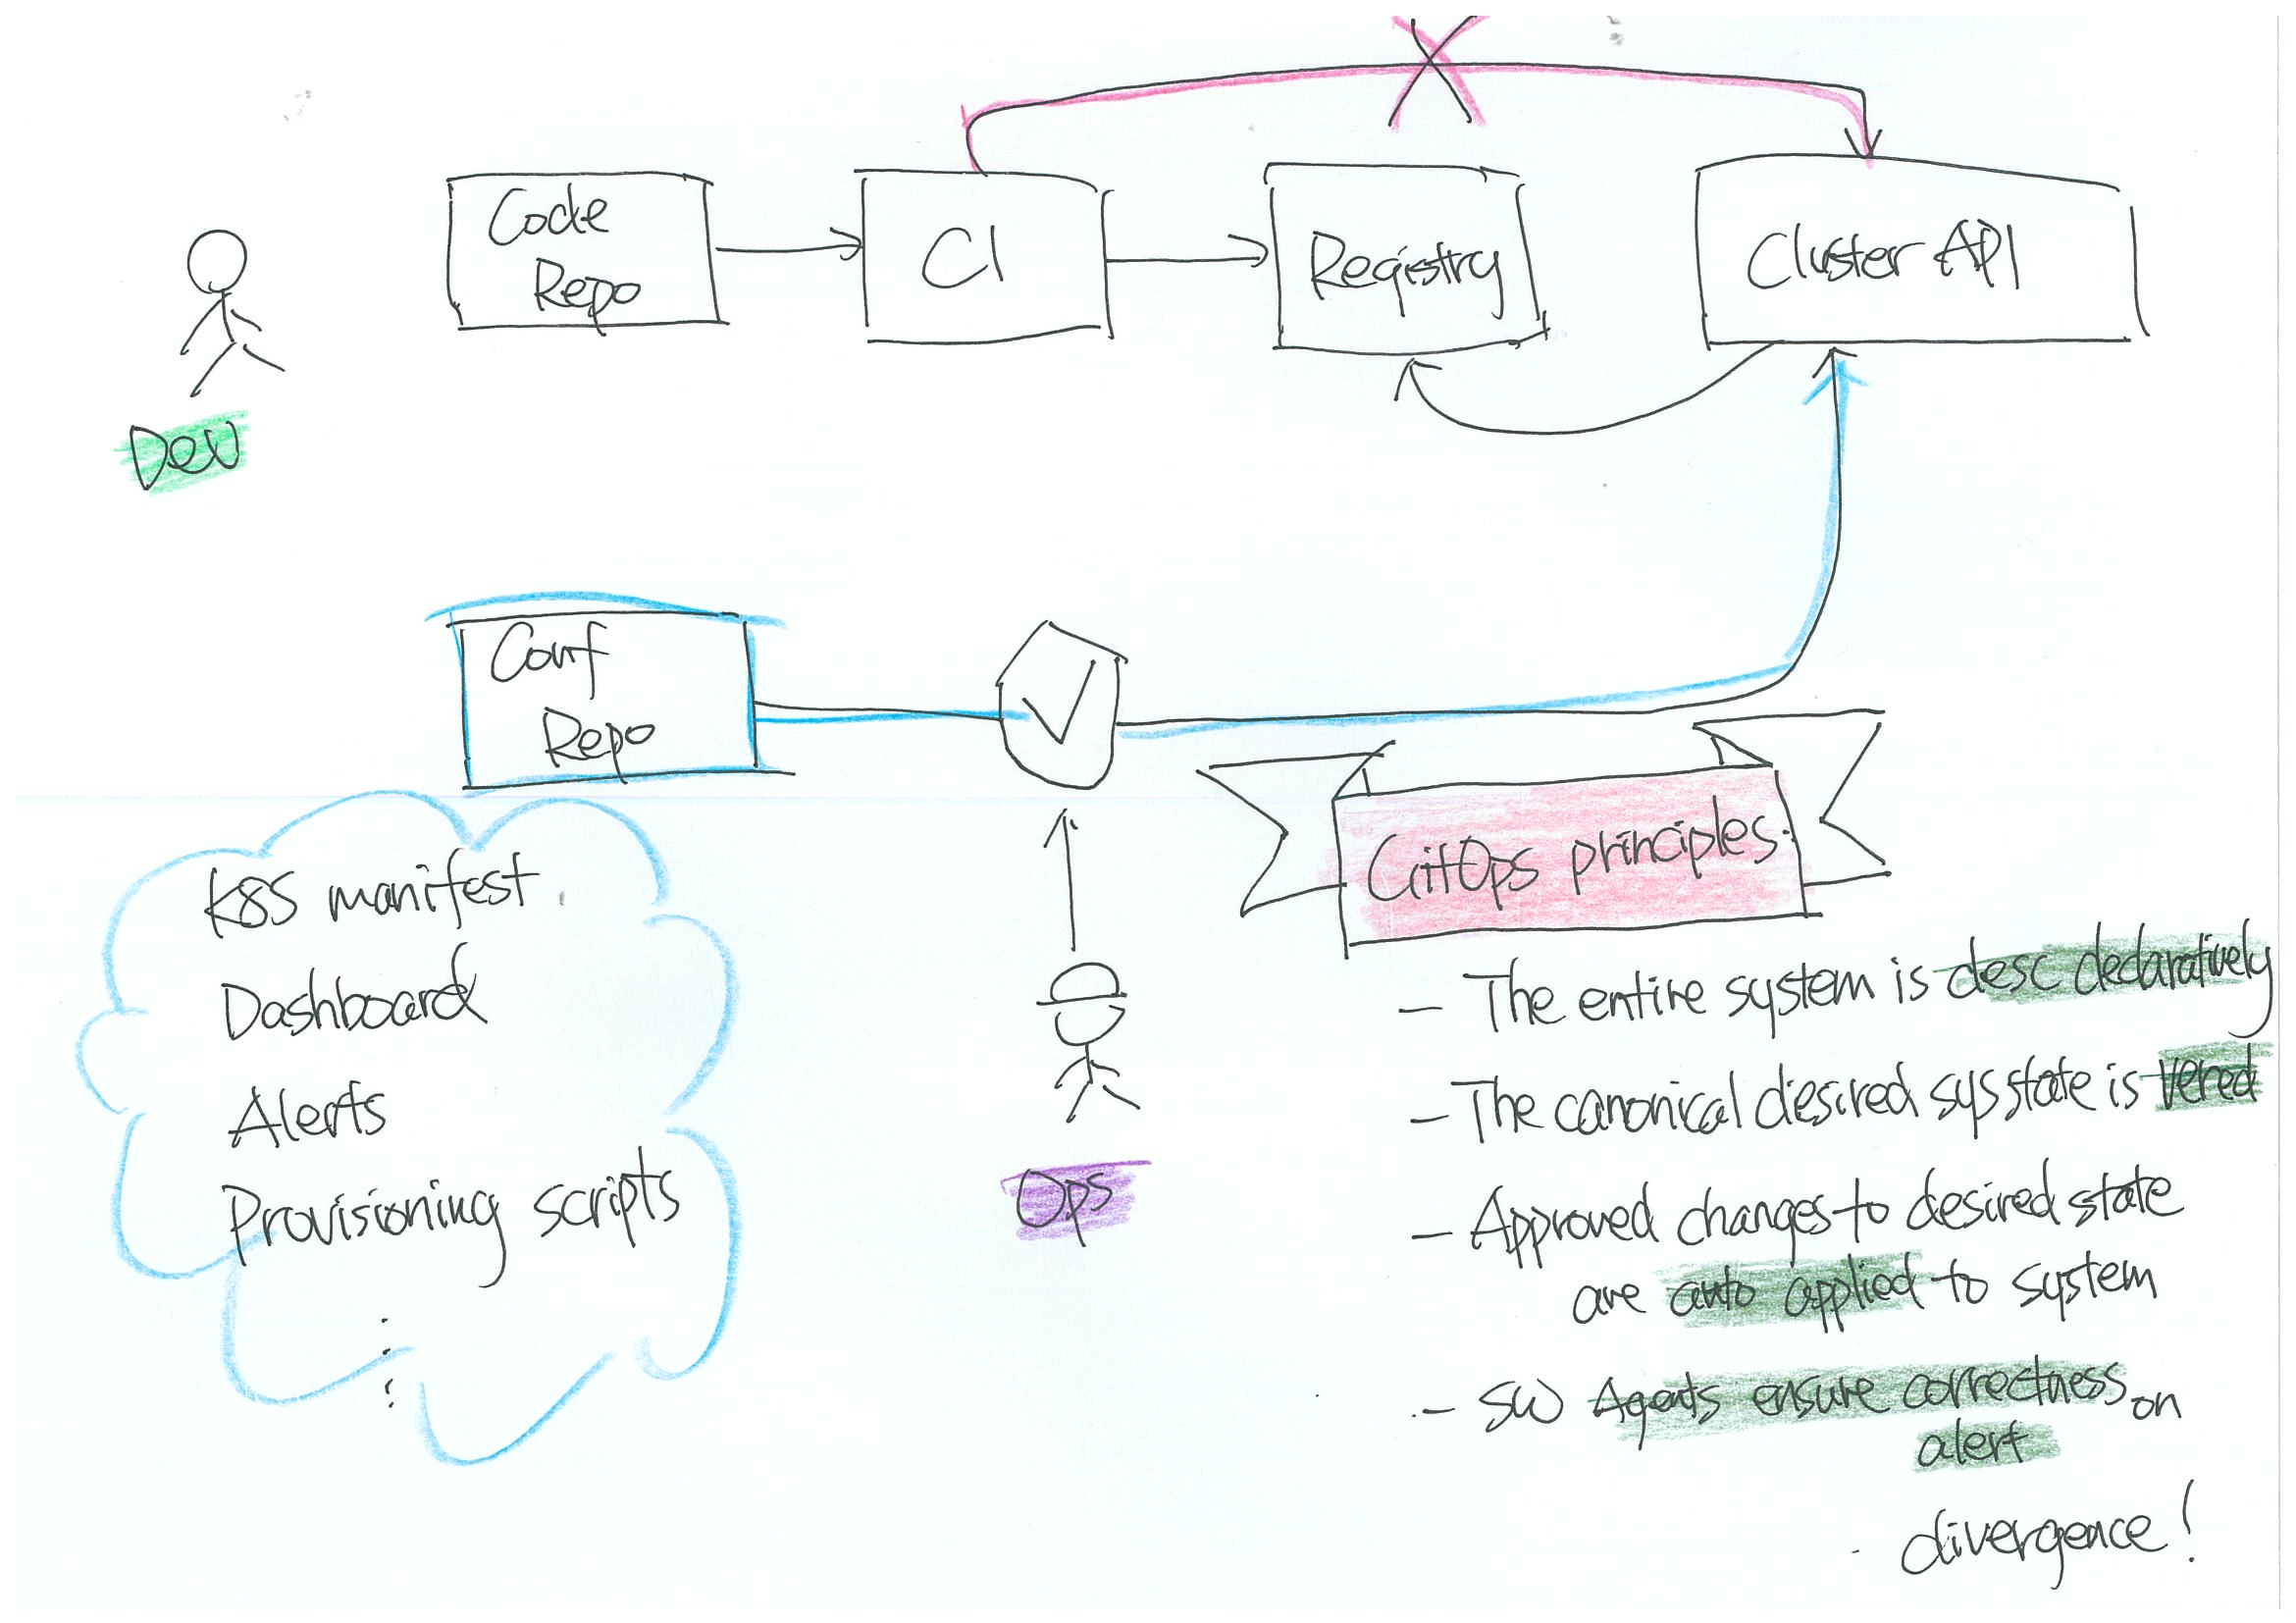 Code
Repo
CI
Registry
Cluster API
Dev
Conf
Repo
GitOps principles
K8S manifest
Dashboard
Alerts
Provisioning scripts
Ops
- The entire system is desc declaratively
- The canonical desired sys state is vered
- Approved changes to desired state
are auto applied to system
- SW Agents ensure correctness on
alert
divergence!